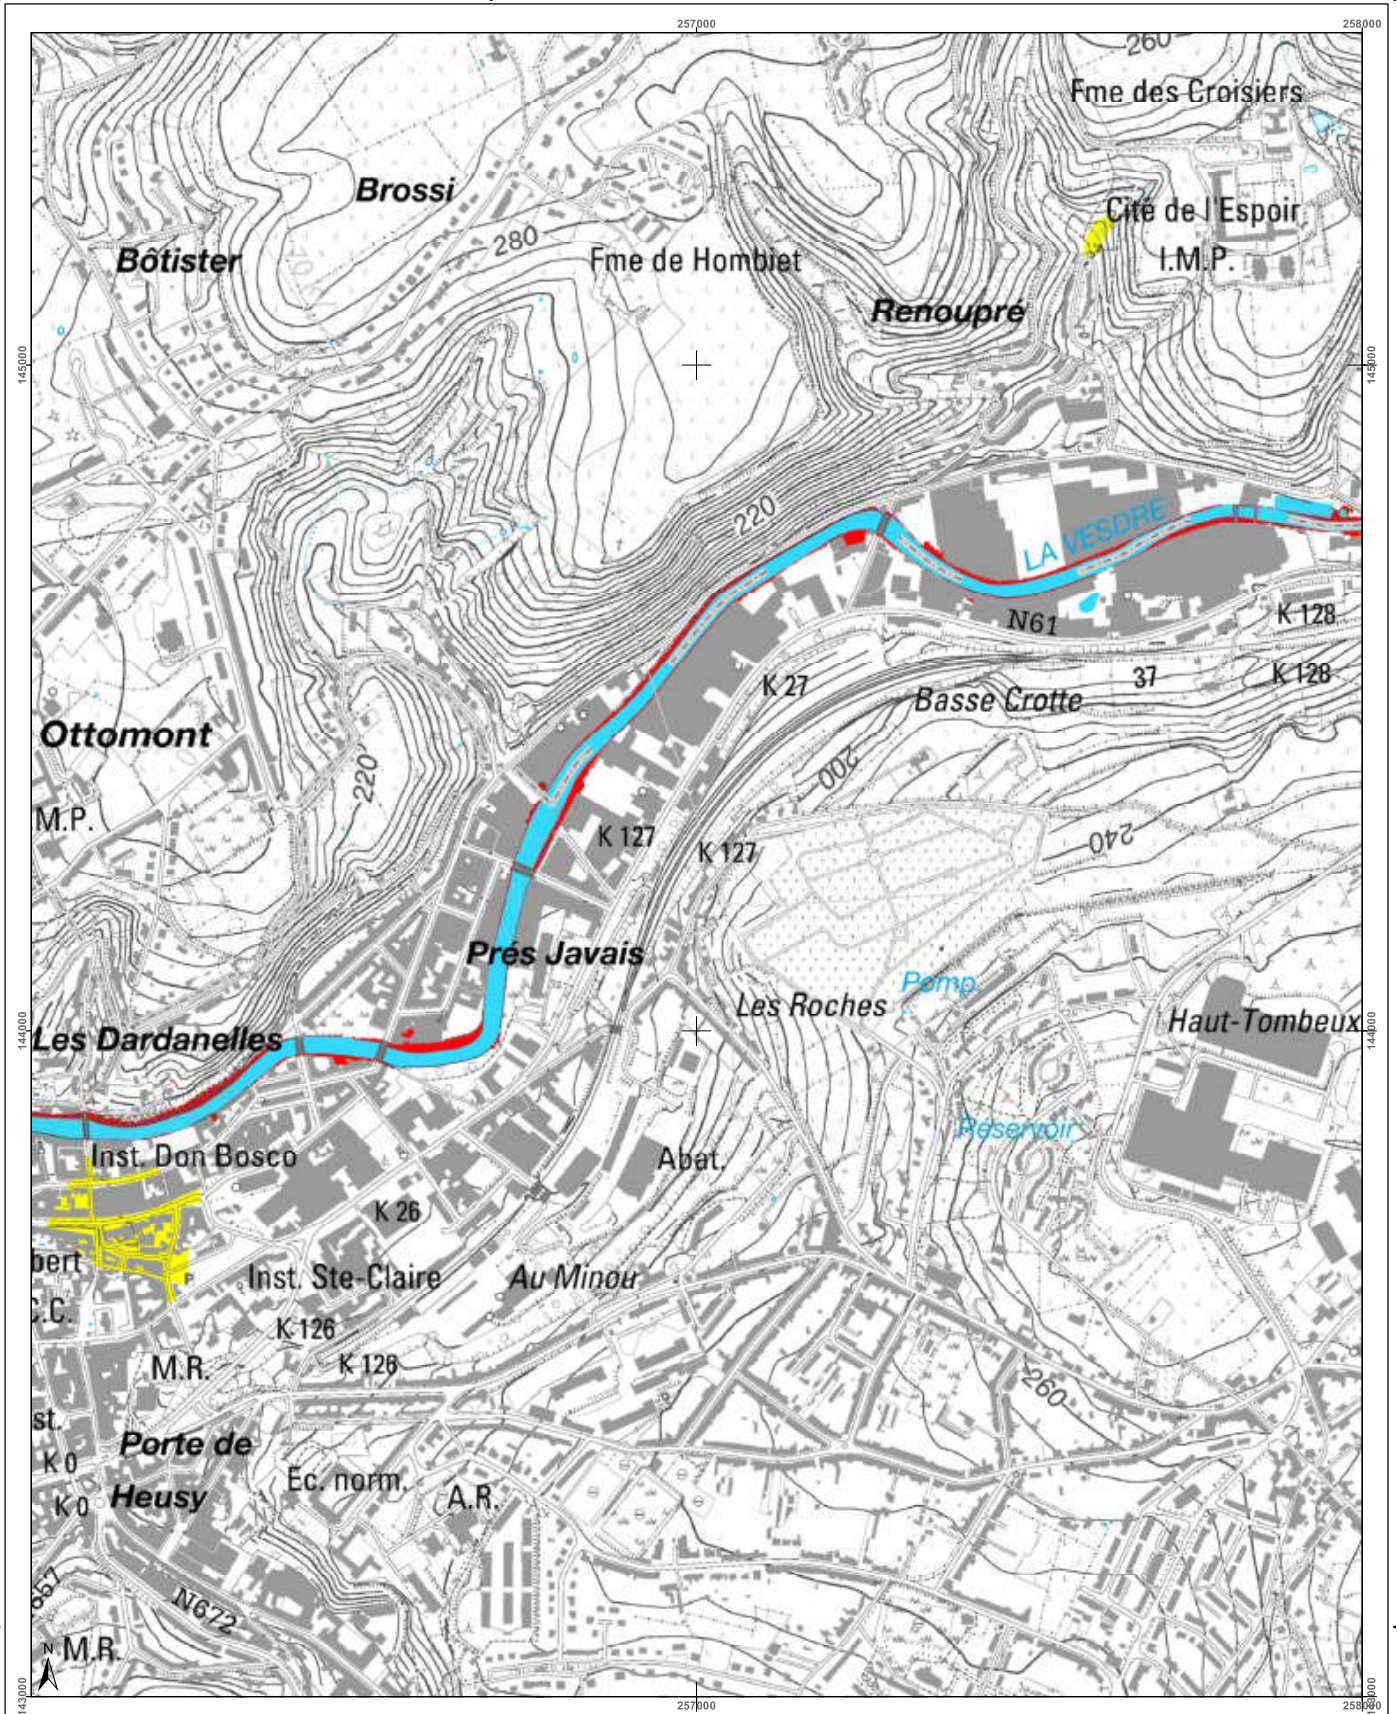 257000
258000
260
Fme des Croisiers
Brossi
Cité de l'Espoir
280
Bôtister
Fme de Hombiet
I.M.P.
Renoupré
145000
145000
220
LA VESDRE
N61
K 128
K 27
37
K 128
Basse Crotte
Ottomont
200
220
M.P.
K 127
K 127
240
Prés Javais
Pomp.
Les Roches
Haut-Tombeux
144000
Les Dardanelles
144000
Réservoir
Inst. Don Bosco
Abat.
K 26
bert
Inst. Ste-Claire
Au Minou
P
C.C.
K 126
K 126
M.R.
260
st.
Porte de
K 0
Ec. norm.
Heusy
A.R.
K 0
657
N672
N
M.R.
143000
257000
258000